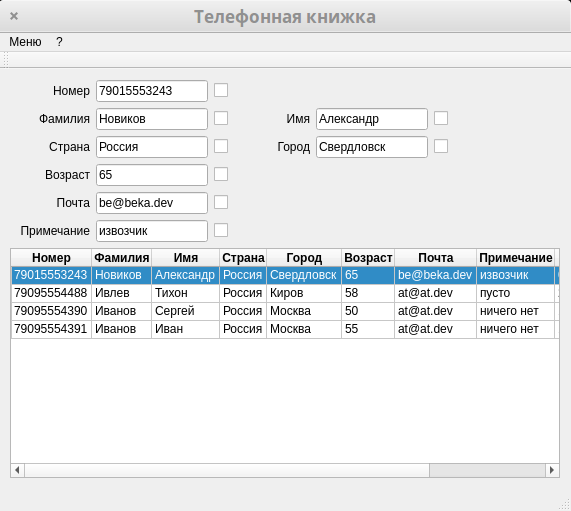 Телефонная книжка
Меню ?
Номер 79015553243
Фамилия Новиков Имя Александр
Страна Россия Город Свердловск
Возраст 65
Почта be@beka.dev
Примечание извозчик
Номер Фамилия Имя Страна Город Возраст Почта Примечание
79015553243 Новиков Александр Россия Свердловск 65 be@beka.dev извозчик
79095554488 Ивлев Тихон Россия Киров 58 at@at.dev пусто
79095554390 Иванов Сергей Россия Москва 50 at@at.dev ничего нет
79095554391 Иванов Иван Россия Москва 55 at@at.dev ничего нет